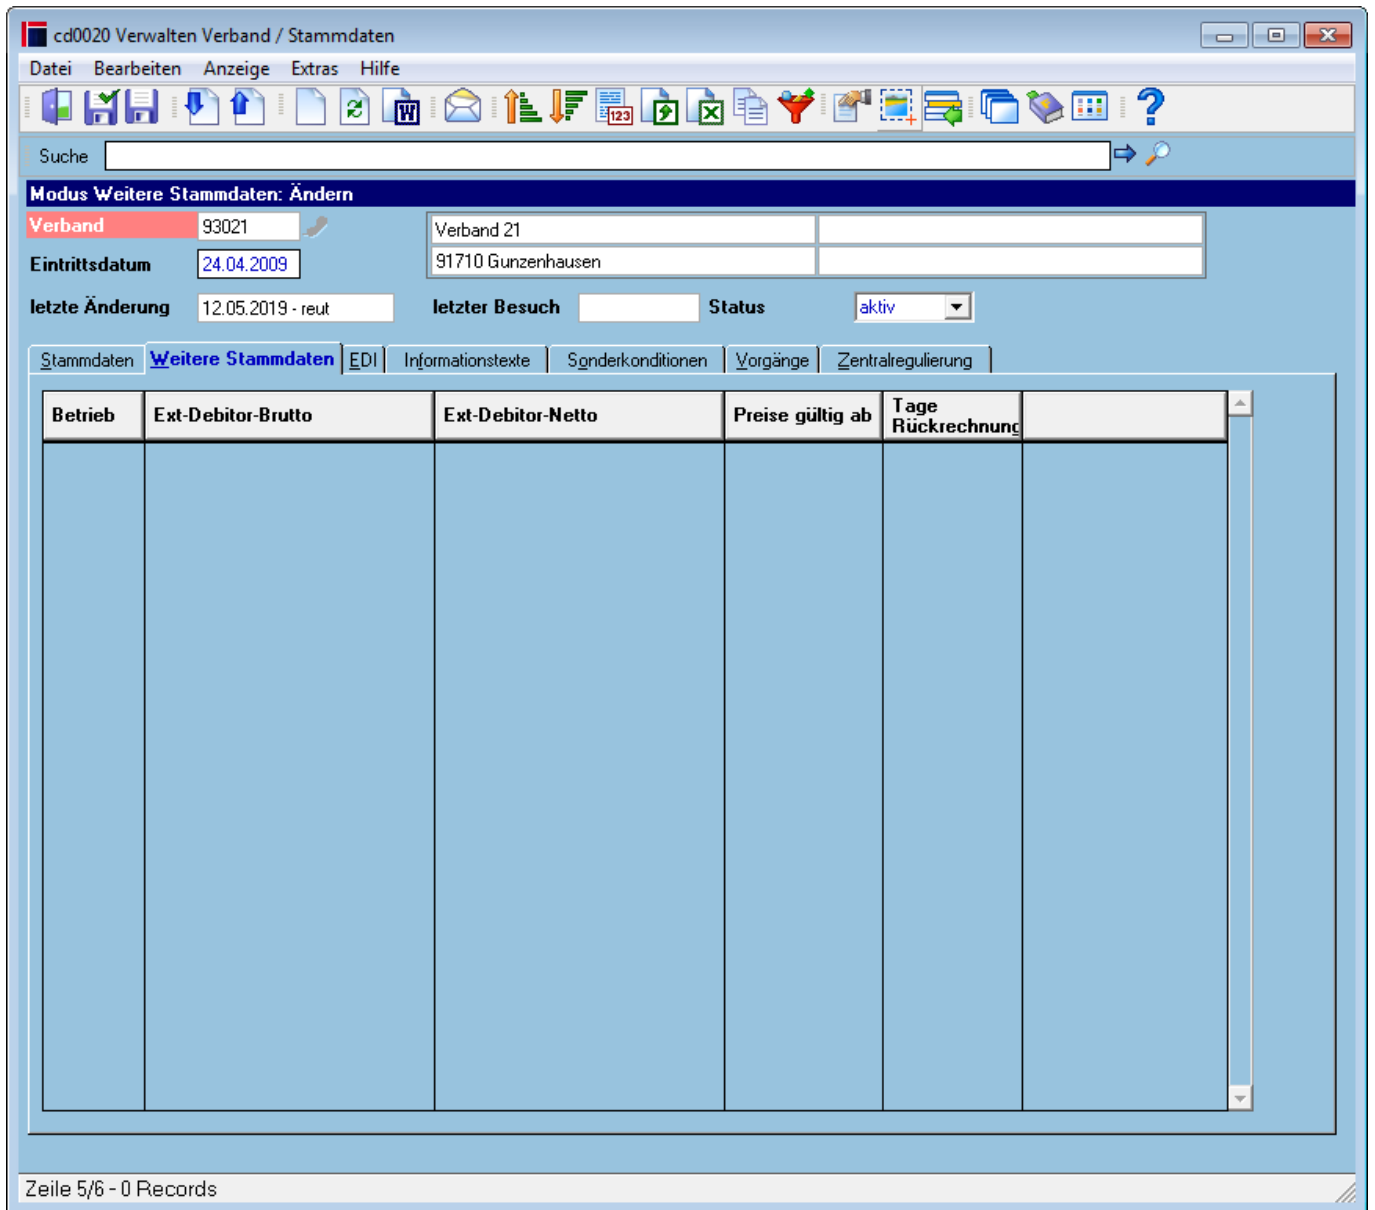 cd0020 Verwalten Verband / Stammdaten
Datei Bearbeiten Anzeige Extras Hilfe
W 123 ?
Suche
Modus Weitere Stammdaten: Ändern
Verband 93021 Verband 21
Eintrittsdatum 24.04.2009 91710 Gunzenhausen
letzte Änderung 12.05.2019 - reut letzter Besuch Status aktiv
Stammdaten Weitere Stammdaten EDI Informationstexte Sonderkonditionen Vorgänge Zentralregulierung
Betrieb Ext-Debitor-Brutto Ext-Debitor-Netto Preise gültig ab Tage
Rückrechnung
Zeile 5/6 - 0 Records